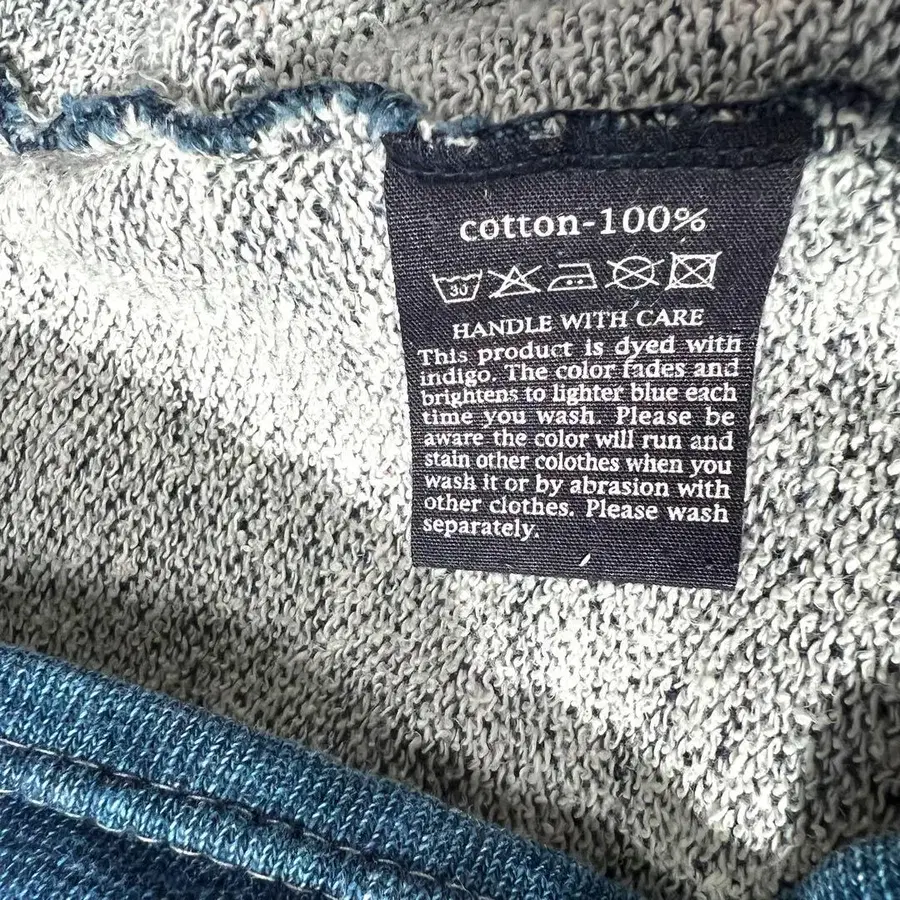 cotton-100%
30
HANDLE WITH CARE
This product is dyed with
indigo. The color fades and
brightens to lighter blue each
time you wash. Please be
aware the color will run and
stain other colothes when you
wash it or by abrasion with
other clothes. Please wash
separately.